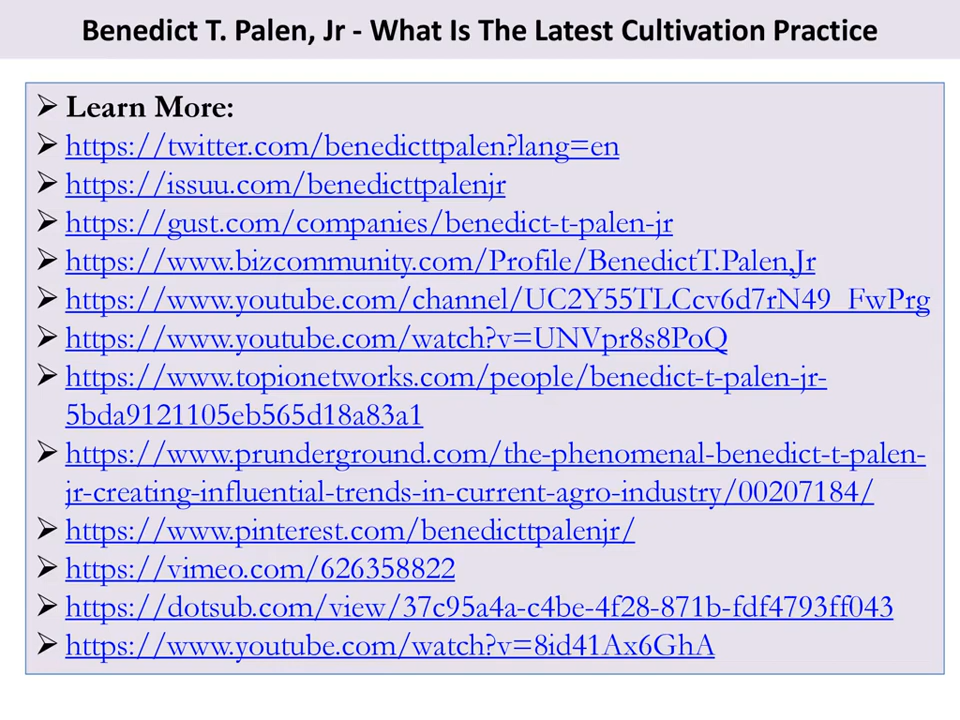 Benedict T. Palen, Jr - What Is The Latest Cultivation Practice
➢ Learn More:
➢ https://twitter.com/benedicttpalen?lang=en
➢ https://issuu.com/benedicttpalenjr
➢ https://gust.com/companies/benedict-t-palen-jr
➢ https://www.bizcommunity.com/Profile/BenedictT.Palen,Jr
➢ https://www.youtube.com/channel/UC2Y55TLCcv6d7rN49_FwPrg
➢ https://www.youtube.com/watch?v=UNVpr8s8PoQ
➢ https://www.topionetworks.com/people/benedict-t-palen-jr-
5bda9121105eb565d18a83a1
➢ https://www.prunderground.com/the-phenomenal-benedict-t-palen-
jr-creating-influential-trends-in-current-agro-industry/00207184/
➢ https://www.pinterest.com/benedicttpalenjr/
➢ https://vimeo.com/626358822
➢ https://dotsub.com/view/37c95a4a-c4be-4f28-871b-fdf4793ff043
➢ https://www.youtube.com/watch?v=8id41Ax6GhA